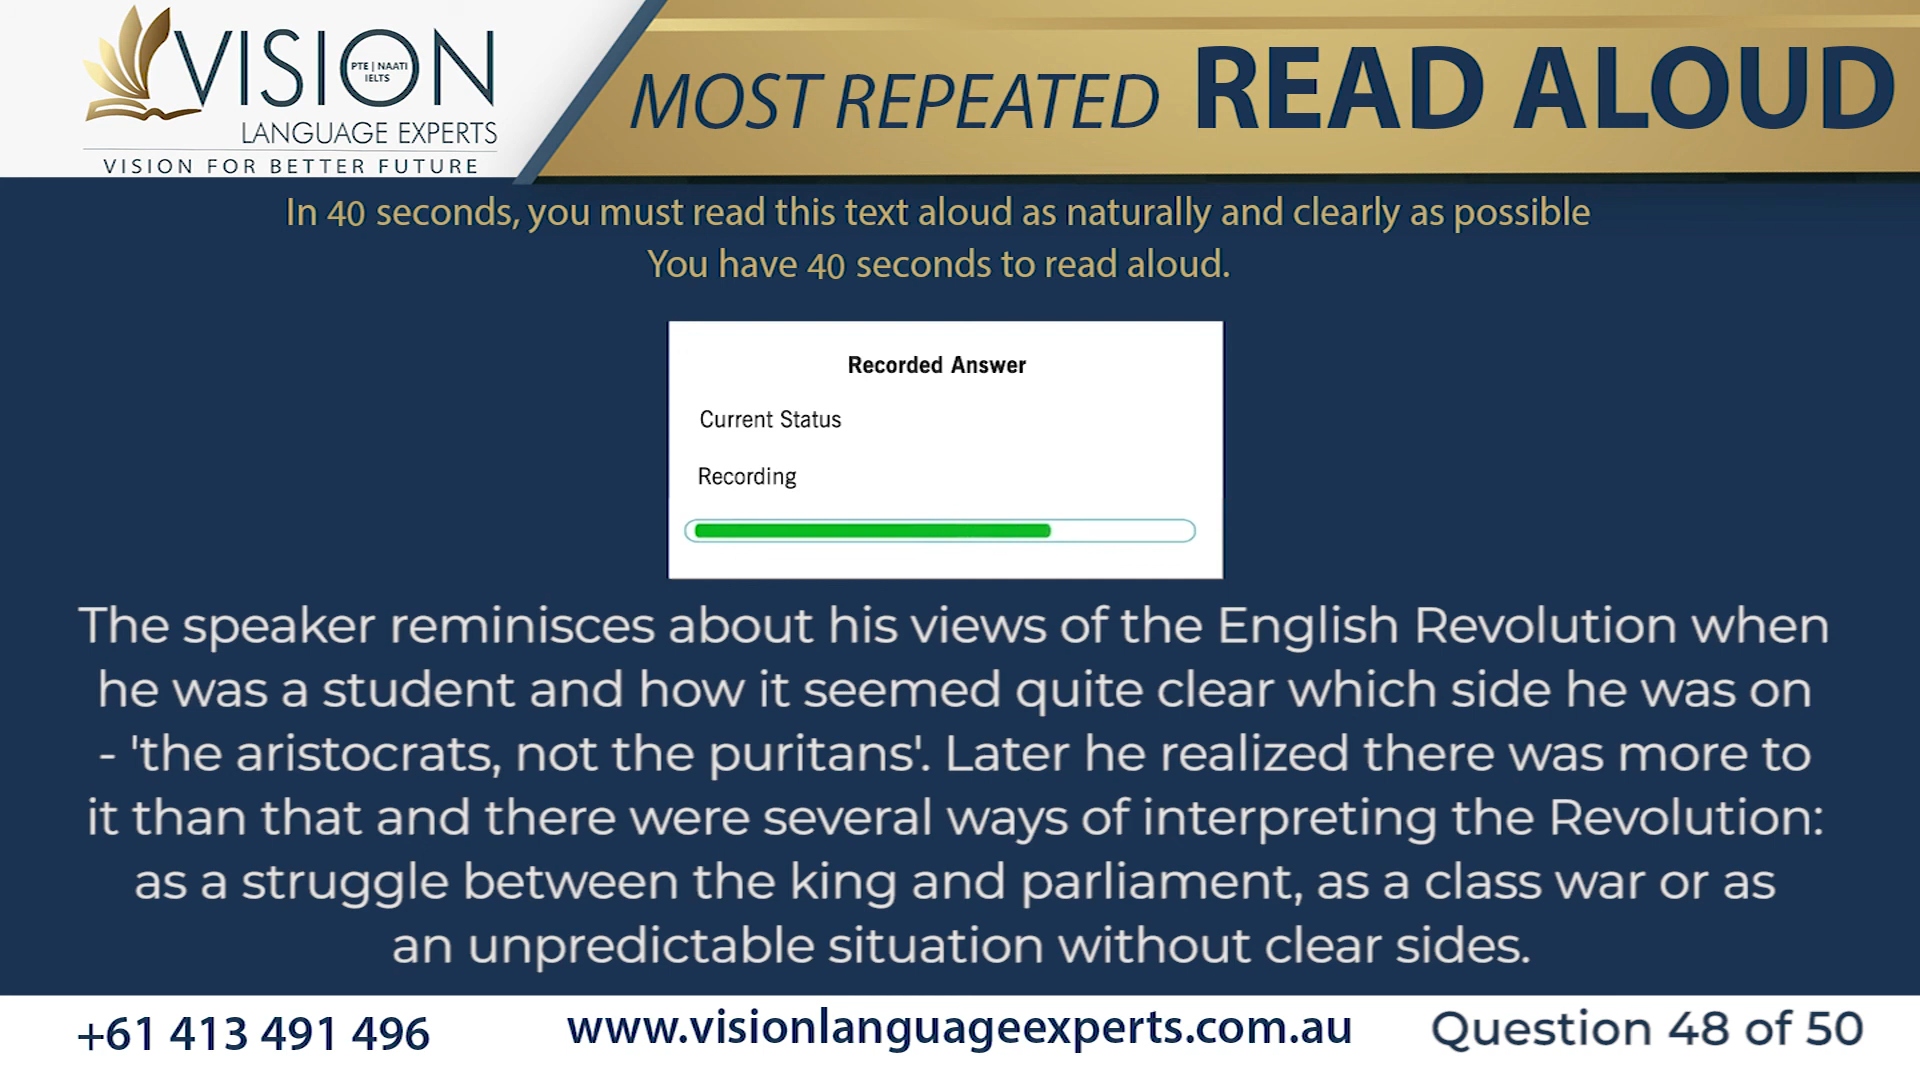 VISION
PTE | NAATI
IELTS
LANGUAGE EXPERTS
VISION FOR BETTER FUTURE
MOST REPEATED READ ALOUD
In 40 seconds, you must read this text aloud as naturally and clearly as possible
You have 40 seconds to read aloud.
Recorded Answer
Current Status
Recording
The speaker reminisces about his views of the English Revolution when
he was a student and how it seemed quite clear which side he was on
- 'the aristocrats, not the puritans'. Later he realized there was more to
it than that and there were several ways of interpreting the Revolution:
as a struggle between the king and parliament, as a class war or as
an unpredictable situation without clear sides.
+61 413 491 496
www.visionlanguageexperts.com.au
Question 48 of 50